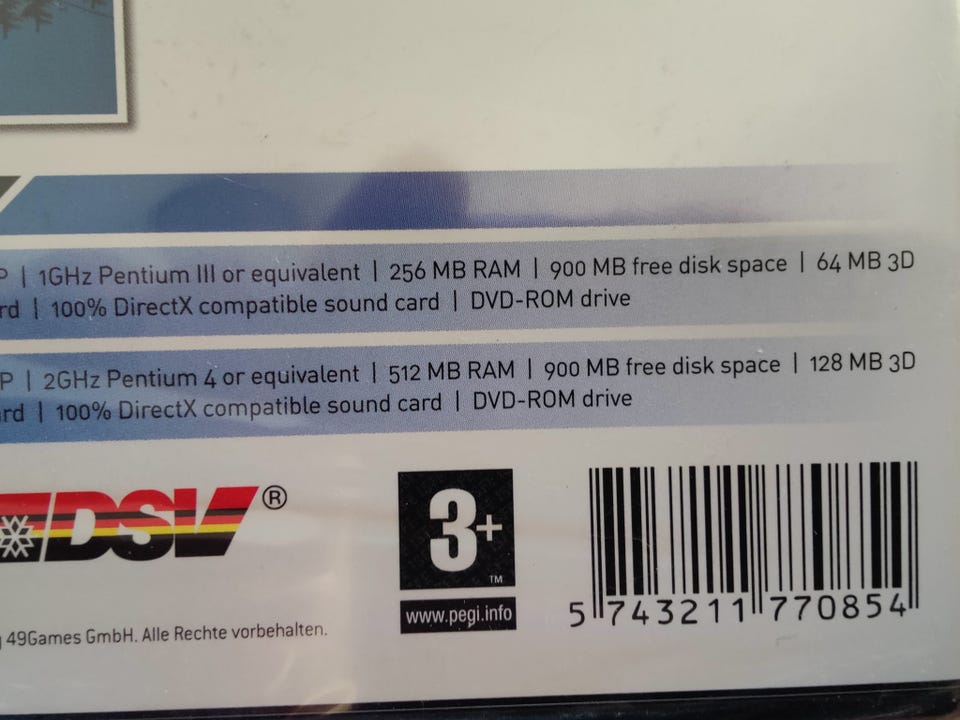 P | 1GHz Pentium III or equivalent | 256 MB RAM | 900 MB free disk space | 64 MB 3D
rd | 100% DirectX compatible sound card | DVD-ROM drive
P | 2GHz Pentium 4 or equivalent | 512 MB RAM | 900 MB free disk space | 128 MB 3D
rd | 100% DirectX compatible sound card | DVD-ROM drive
DSV ®
3+
TM
www.pegi.info
5 743211 770854
g 49Games GmbH. Alle Rechte vorbehalten.